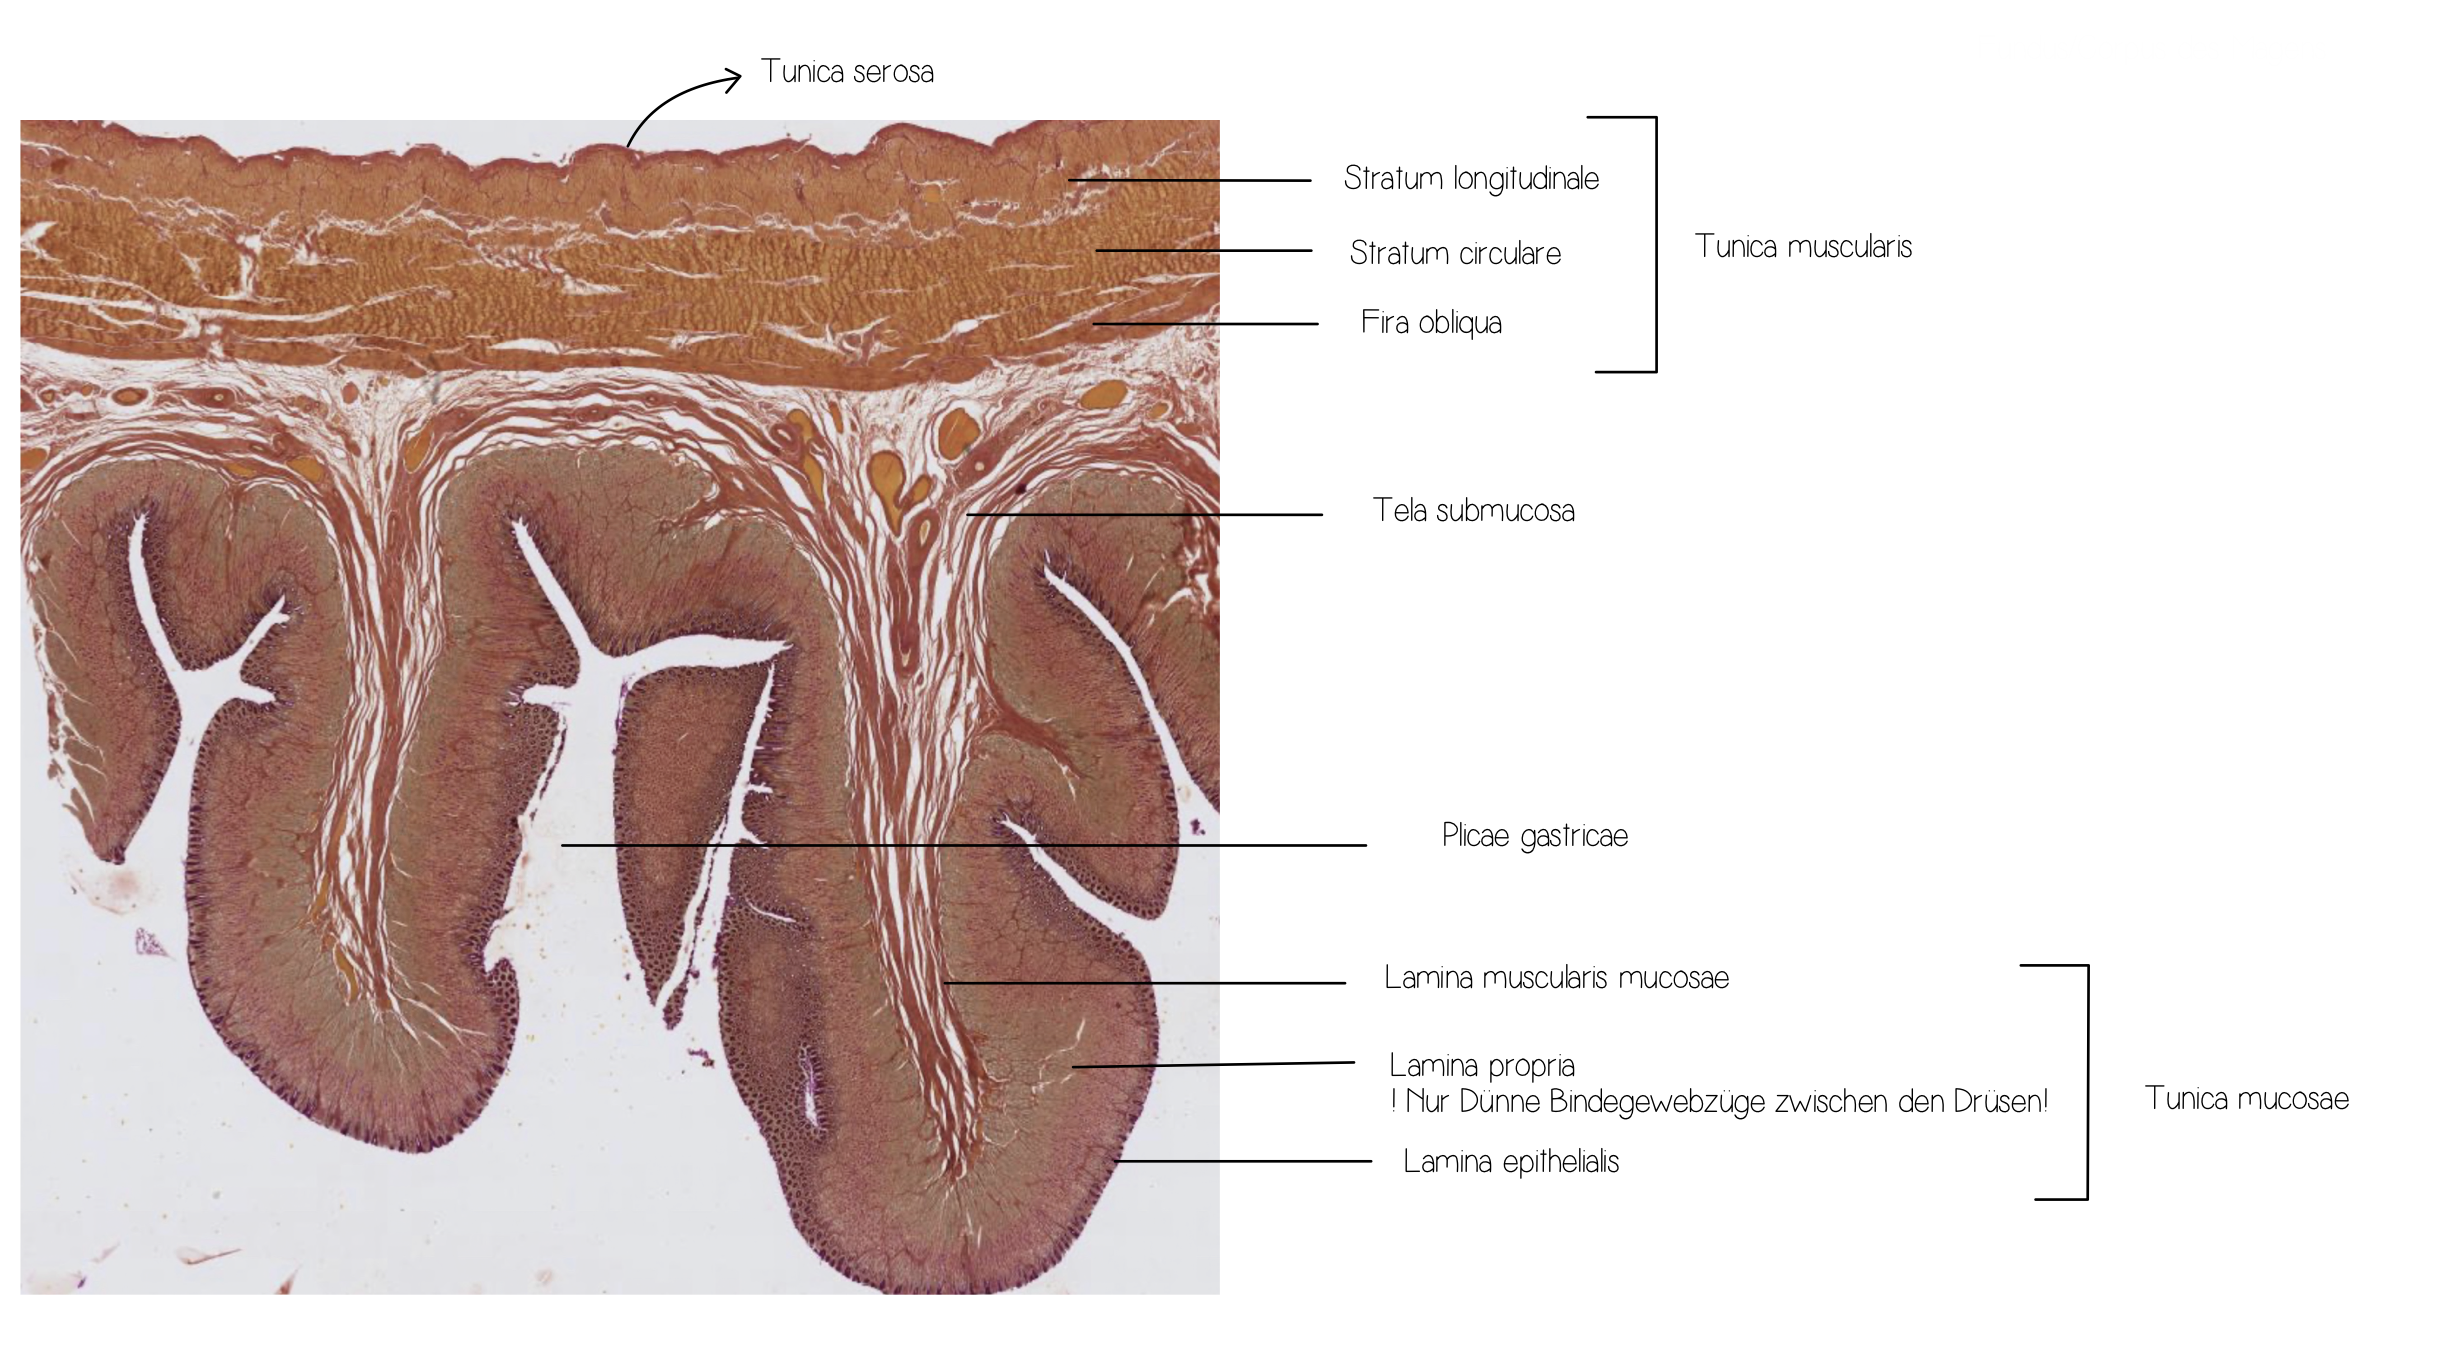 Tunica serosa
Stratum longitudinale
Stratum circulare
Tunica muscularis
Fira obliqua
Tela submucosa
Plicae gastricae
Lamina muscularis mucosae
Lamina propria
! Nur Dünne Bindegewebzüge zwischen den Drüsen!
Tunica mucosae
Lamina epithelialis